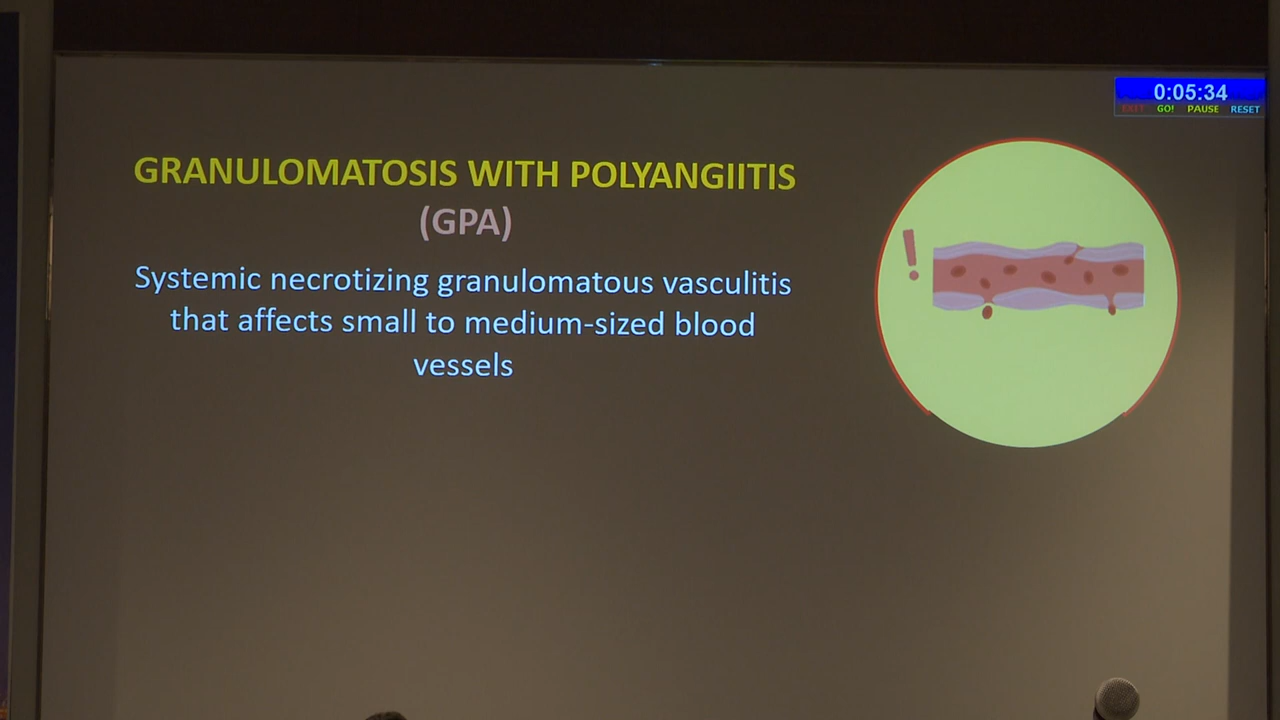 0:05:34
EXIT GO! PAUSE RESET
GRANULOMATOSIS WITH POLYANGIITIS
(GPA)
Systemic necrotizing granulomatous vasculitis
that affects small to medium-sized blood
vessels